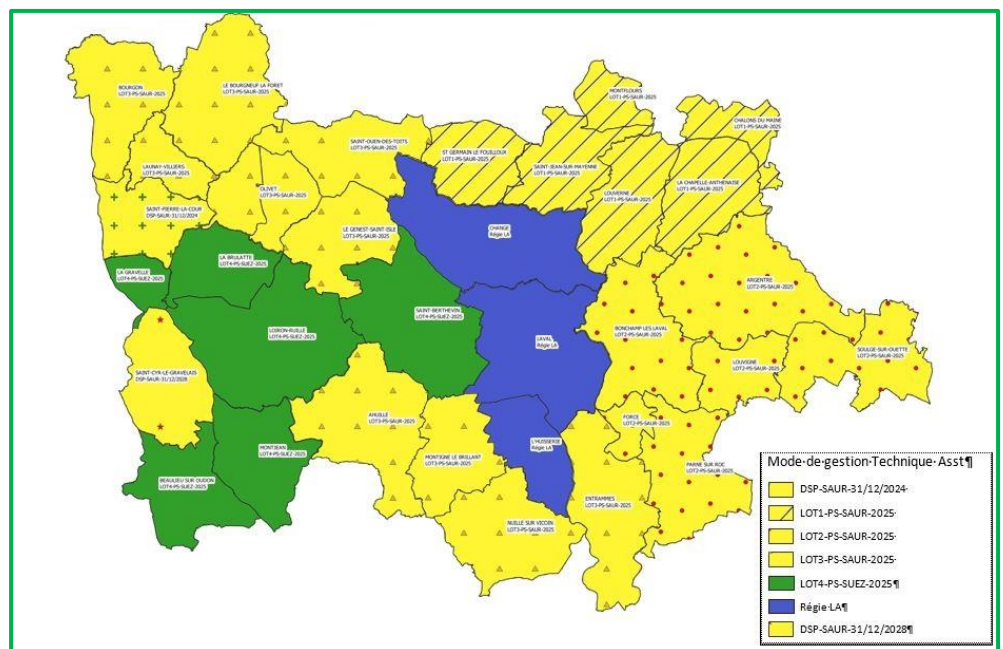 BOURGON
LOT3-PS-SAUR-2025
LE BOURGNEUF LA FORET
LOT3-PS-SAUR-2025
MONTFLOURS
LOT1-PS-SAUR-2025
CHALONS DU MAINE
LOT1-PS-SAUR-2025
SAINT-OUEN-DES-TOITS
LOT3-PS-SAUR-2025
ST GERMAIN LE FOUILLOUX
LOT1-PS-SAUR-2025
SAINT-JEAN-SUR-MAYENNE
LOT1-PS-SAUR-2025
LAUNAY-VILLIERS
LOT3-PS-SAUR-2025
OLIVET
LOT3-PS-SAUR-2025
LOUVERNE
LOT1-PS-SAUR-2025
LA CHAPELLE-ANTHENAISE
LOT1-PS-SAUR-2025
SAINT-PIERRE-LA-COUR
DSP-SAUR-31/12/2024
LE GENEST-SAINT-ISLE
LOT3-PS-SAUR-2025
CHANGE
Régie LA
LA GRAVELLE
LOT4-PS-SUEZ-2025
LA BRULATTE
LOT4-PS-SUEZ-2025
ARGENTRE
LOT2-PS-SAUR-2025
LOIRON-RUILLE
LOT4-PS-SUEZ-2025
SAINT-BERTHEVIN
LOT4-PS-SUEZ-2025
LAVAL
Régie LA
BONCHAMP LES LAVAL
LOT2-PS-SAUR-2025
SOULGE-SUR-OUETTE
LOT2-PS-SAUR-2025
LOUVIGNE
LOT2-PS-SAUR-2025
SAINT-CYR-LE-GRAVELAIS
DSP-SAUR-31/12/2028
AHUILLE
LOT3-PS-SAUR-2025
FORCE
LOT2-PS-SAUR-2025
L'HUISSERIE
Régie LA
MONTJEAN
LOT4-PS-SUEZ-2025
MONTIGNE LE BRILLANT
LOT3-PS-SAUR-2025
PARNE SUR ROC
LOT2-PS-SAUR-2025
BEAULIEU SUR OUDON
LOT4-PS-SUEZ-2025
ENTRAMMES
LOT3-PS-SAUR-2025
NUILLE SUR VICOIN
LOT3-PS-SAUR-2025
Mode·de·gestion·Technique·Asst¶
DSP-SAUR-31/12/2024·
LOT1-PS-SAUR-2025·
LOT2-PS-SAUR-2025·
LOT3-PS-SAUR-2025·
LOT4-PS-SUEZ-2025¶
Régie·LA¶
DSP-SAUR-31/12/2028¶